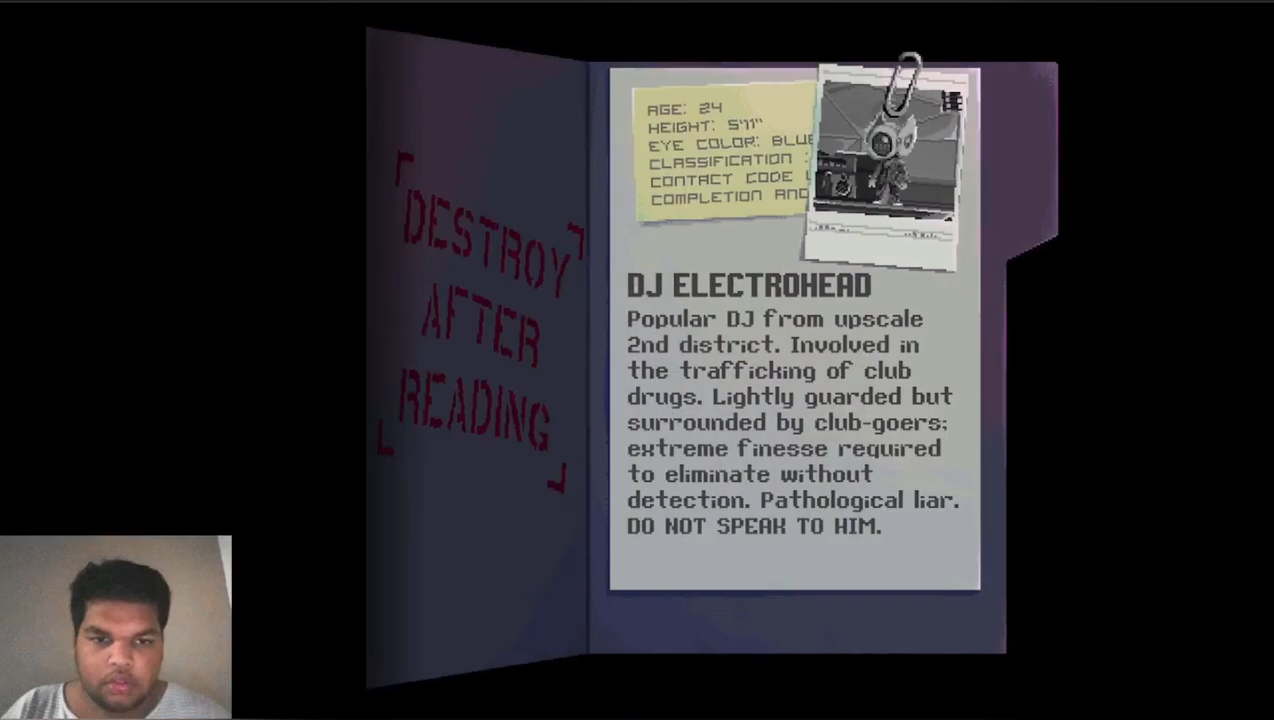 DESTROY
AFTER
READING
AGE: 24
HEIGHT: 5'11"
EYE COLOR: BLUE
CLASSIFICATION :
CONTACT CODE
COMPLETION AND
DJ ELECTROHEAD
Popular DJ from upscale
2nd district. Involved in
the trafficking of club
drugs. Lightly guarded but
surrounded by club-goers;
extreme finesse required
to eliminate without
detection. Pathological liar.
DO NOT SPEAK TO HIM.